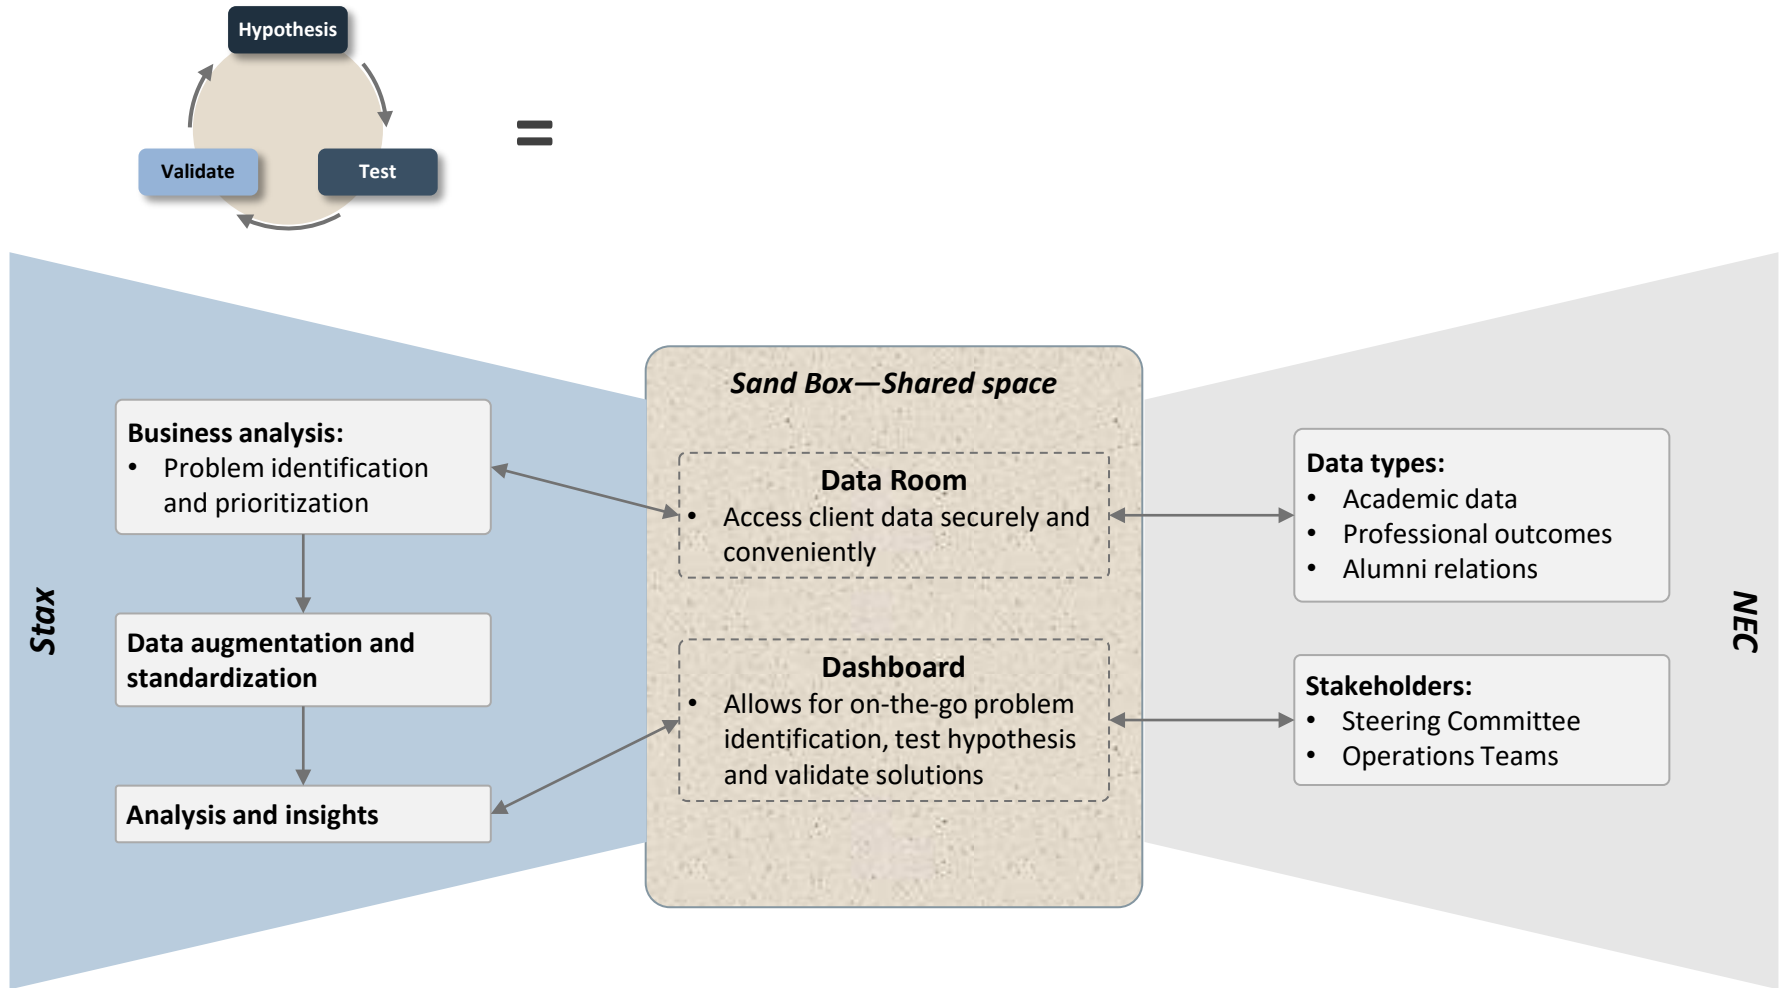 Hypothesis
Validate
Test
=
Stax
Business analysis:
• Problem identification
and prioritization
Data augmentation and
standardization
Analysis and insights
Sand Box—Shared space
Data Room
• Access client data securely and
conveniently
Dashboard
• Allows for on-the-go problem
identification, test hypothesis
and validate solutions
Data types:
• Academic data
• Professional outcomes
• Alumni relations
Stakeholders:
• Steering Committee
• Operations Teams
NEC